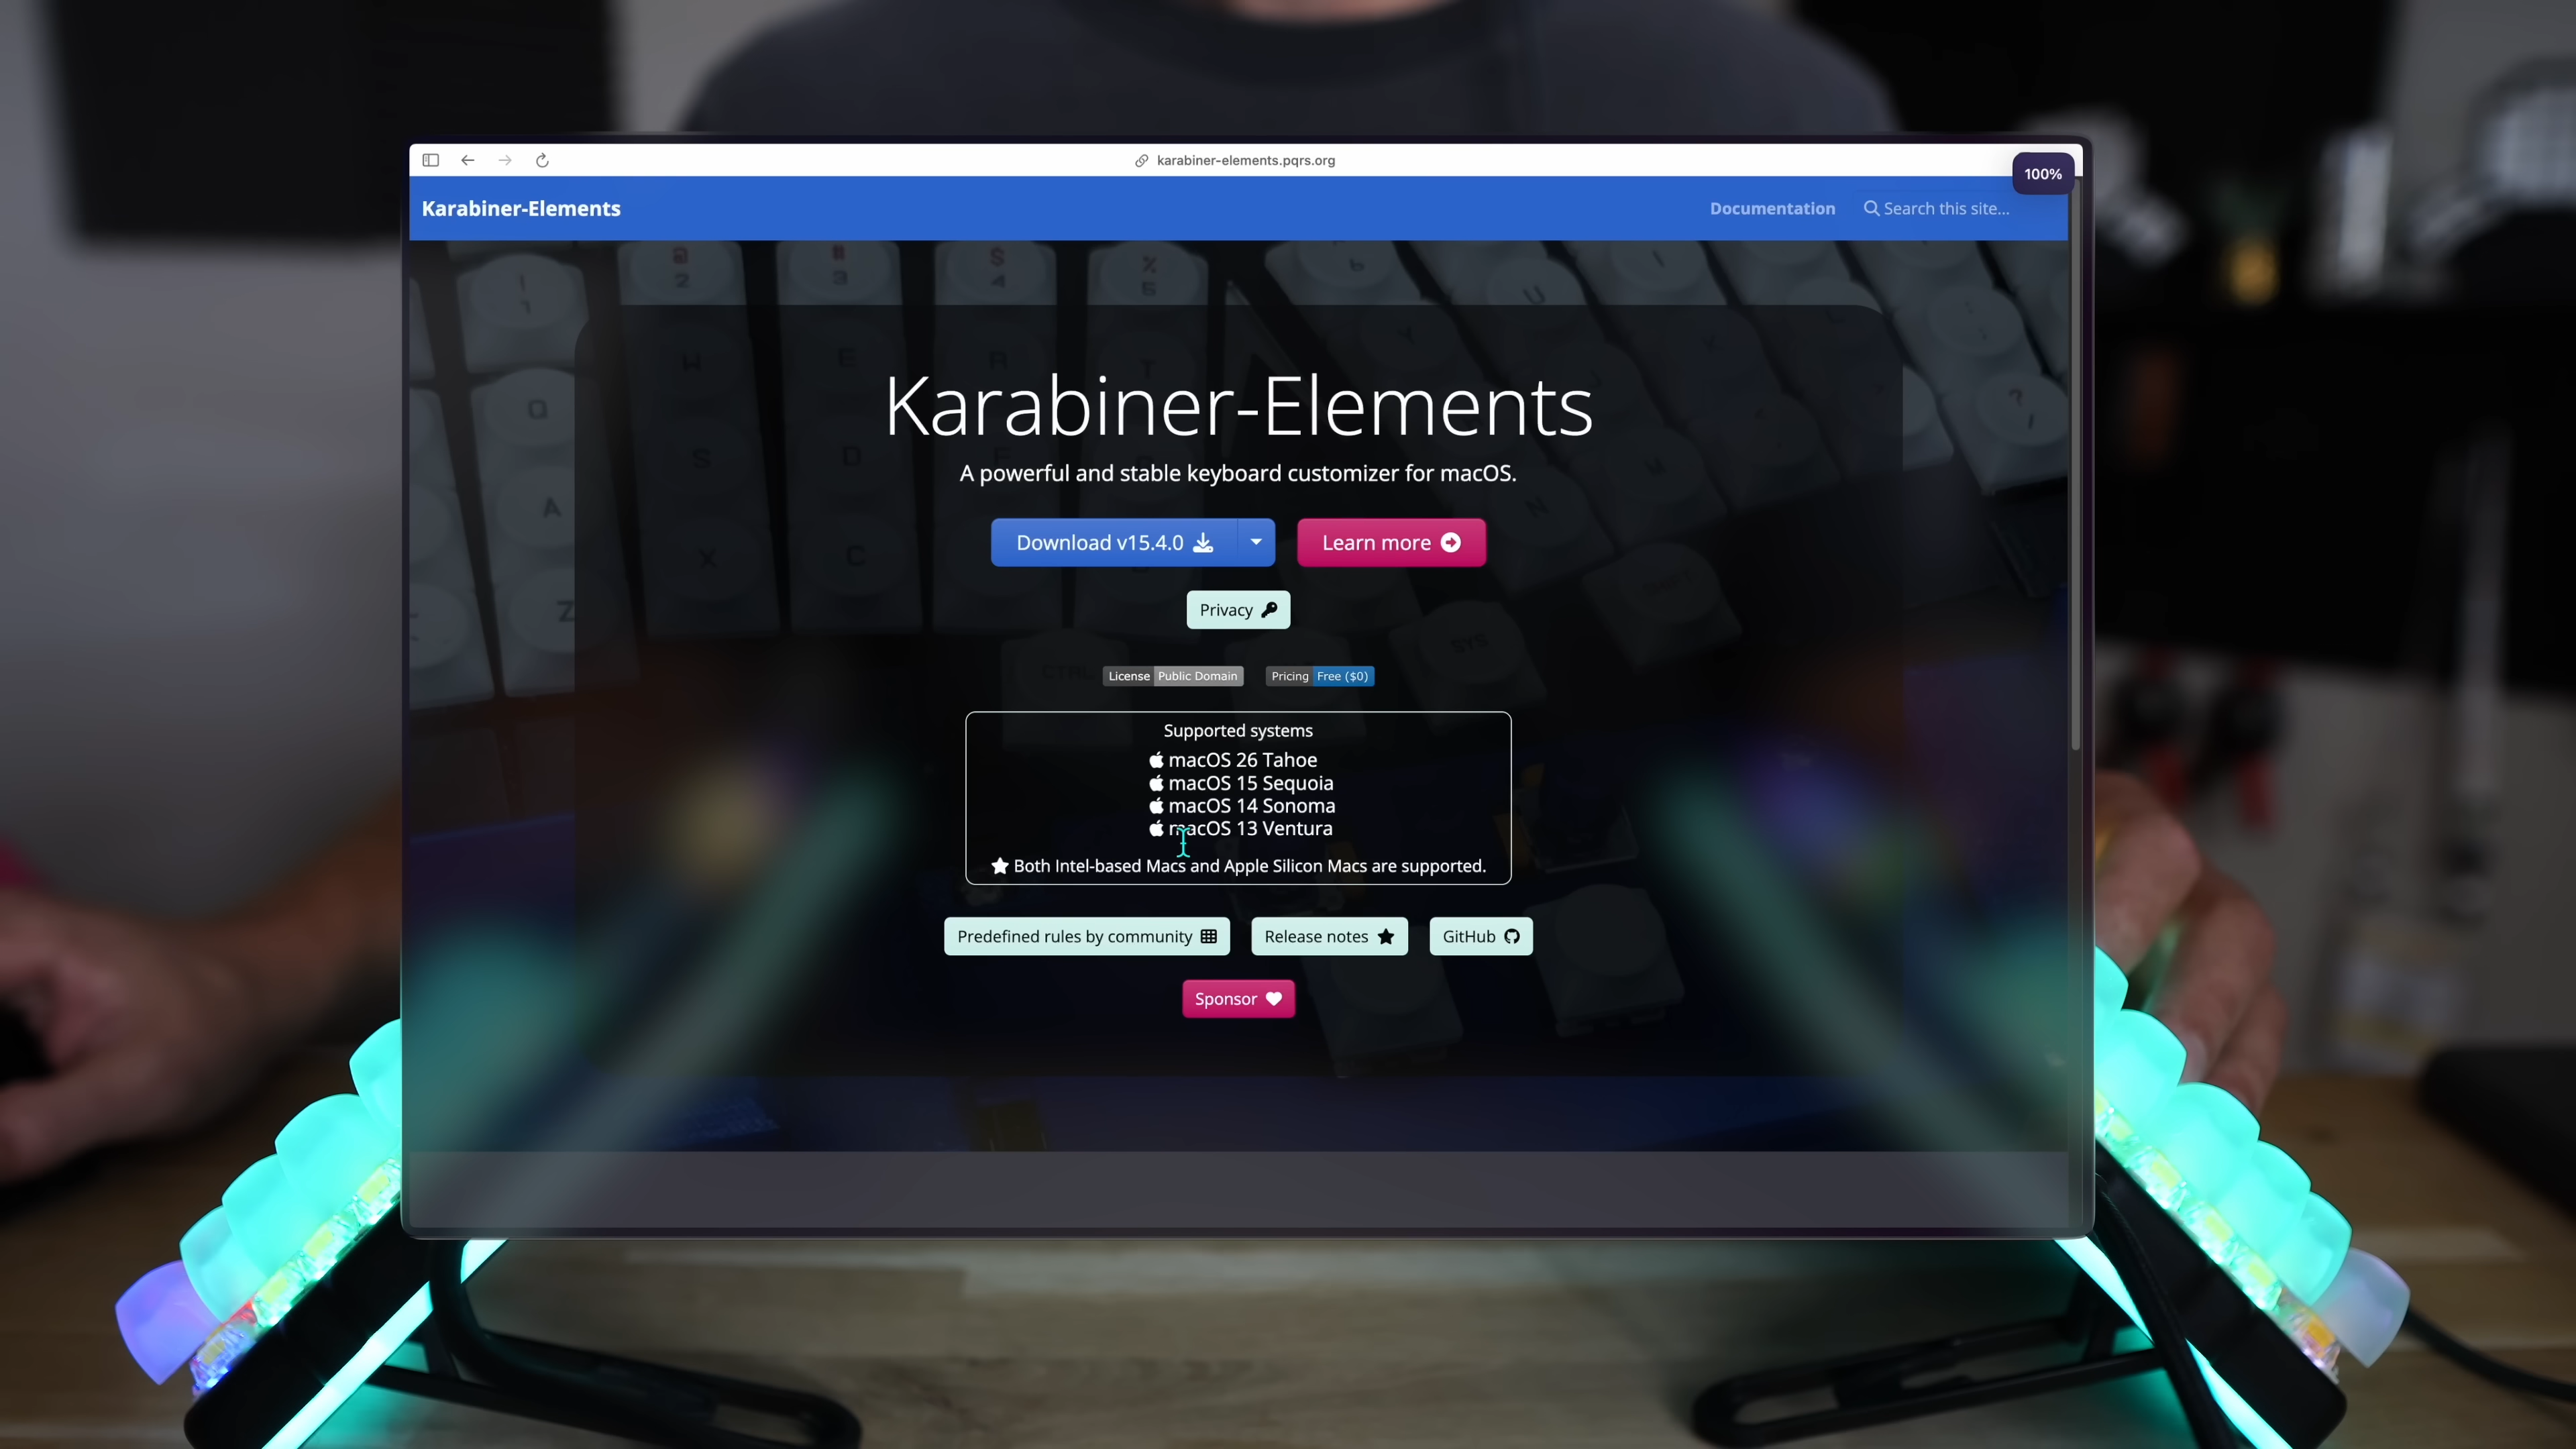 karabiner-elements.pqrs.org
100%
Karabiner-Elements
Documentation
Search this site...
Karabiner-Elements
A powerful and stable keyboard customizer for macOS.
Download v15.4.0
Learn more
Privacy
License Public Domain
Pricing Free ($0)
Supported systems
macOS 26 Tahoe
macOS 15 Sequoia
macOS 14 Sonoma
macOS 13 Ventura
Both Intel-based Macs and Apple Silicon Macs are supported.
Predefined rules by community
Release notes
GitHub
Sponsor